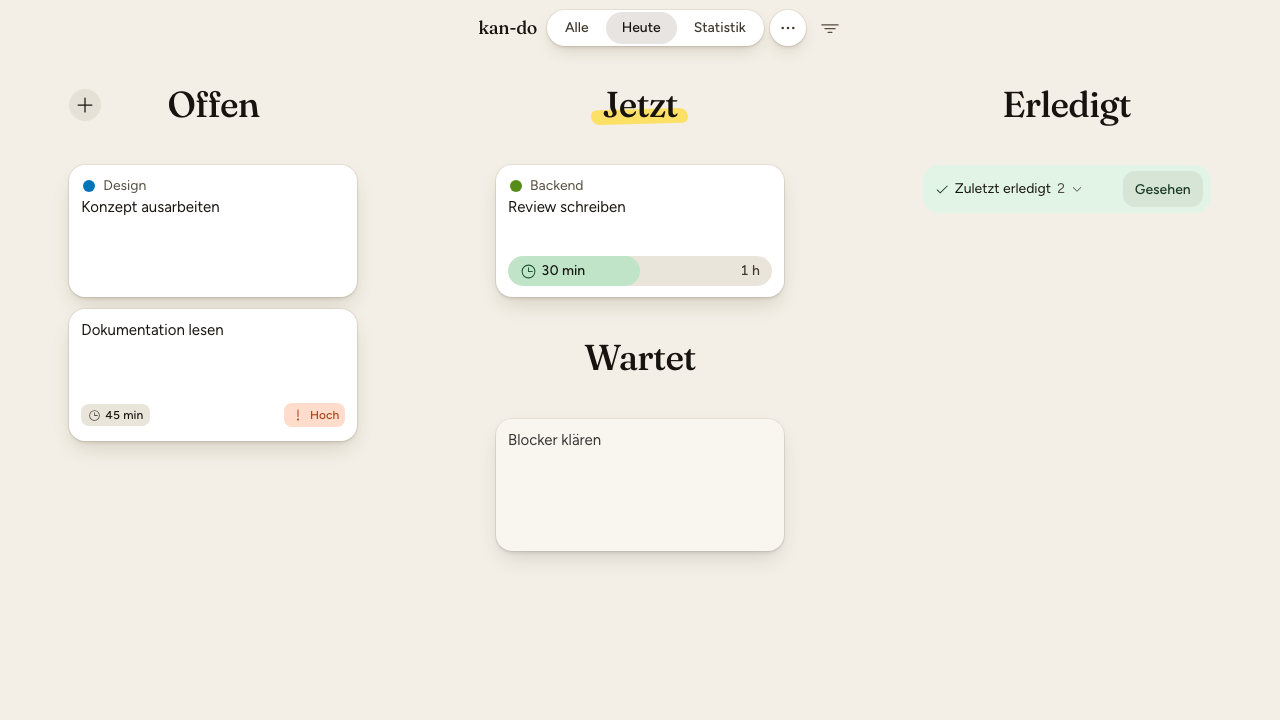 kan-do
Alle
Heute
Statistik
Offen
Design
Konzept ausarbeiten
Dokumentation lesen
45 min
Hoch
Jetzt
Backend
Review schreiben
30 min
1 h
Wartet
Blocker klären
Erledigt
Zuletzt erledigt 2
Gesehen